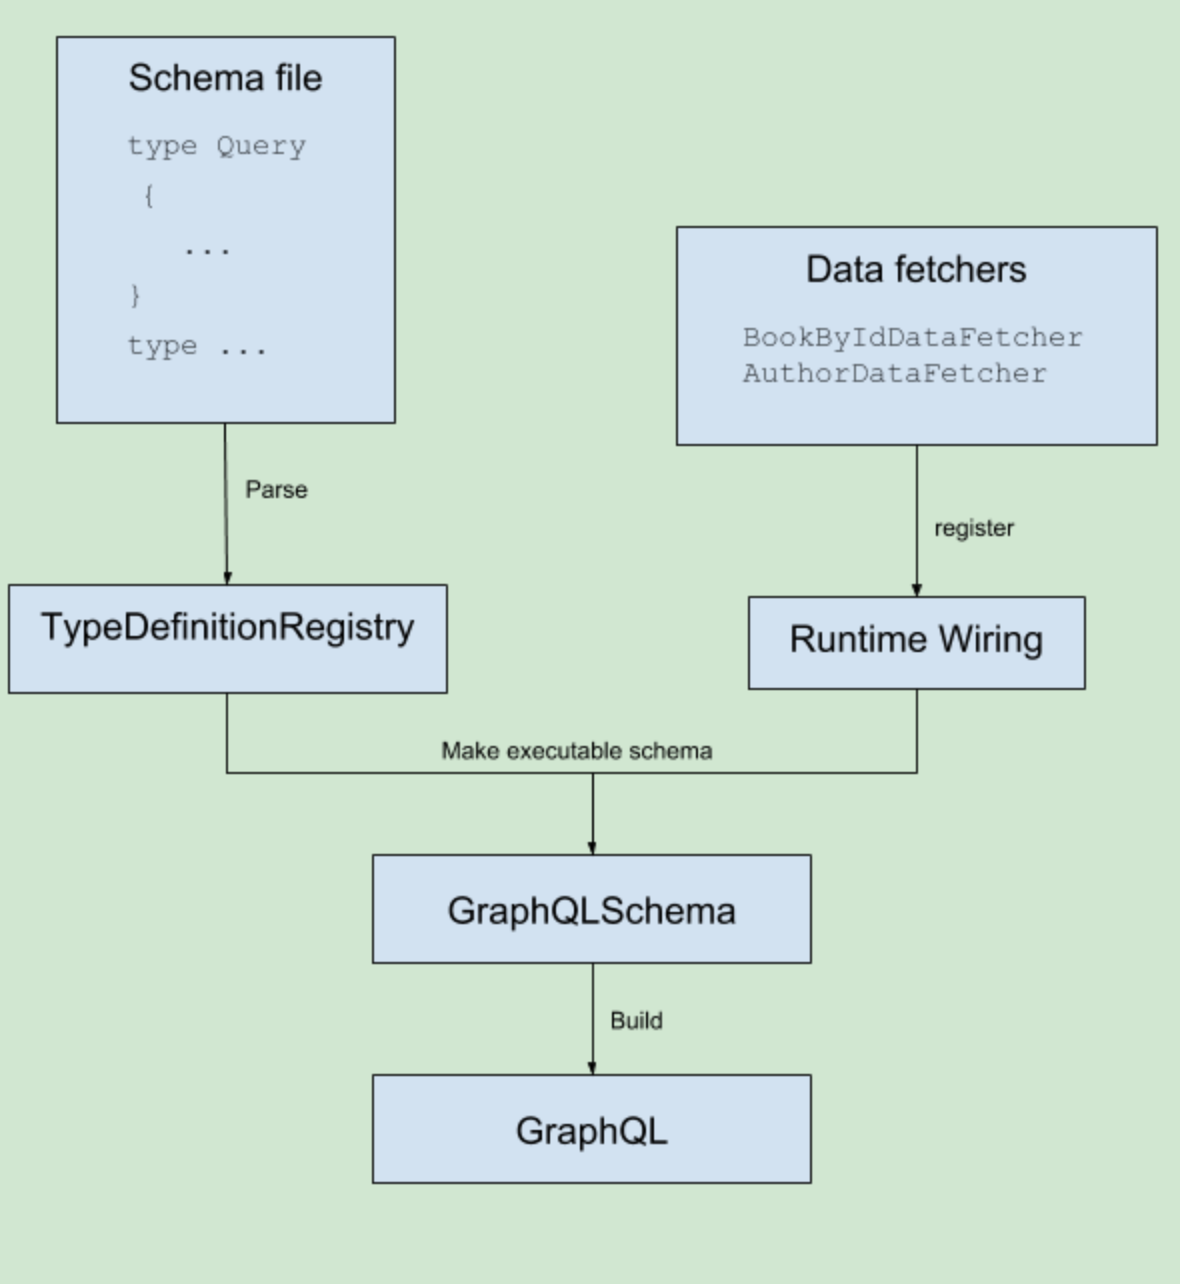 Schema file
type Query
{
...
}
type ...
Data fetchers
BookByIdDataFetcher
AuthorDataFetcher
Parse
register
TypeDefinitionRegistry
Runtime Wiring
Make executable schema
GraphQLSchema
Build
GraphQL